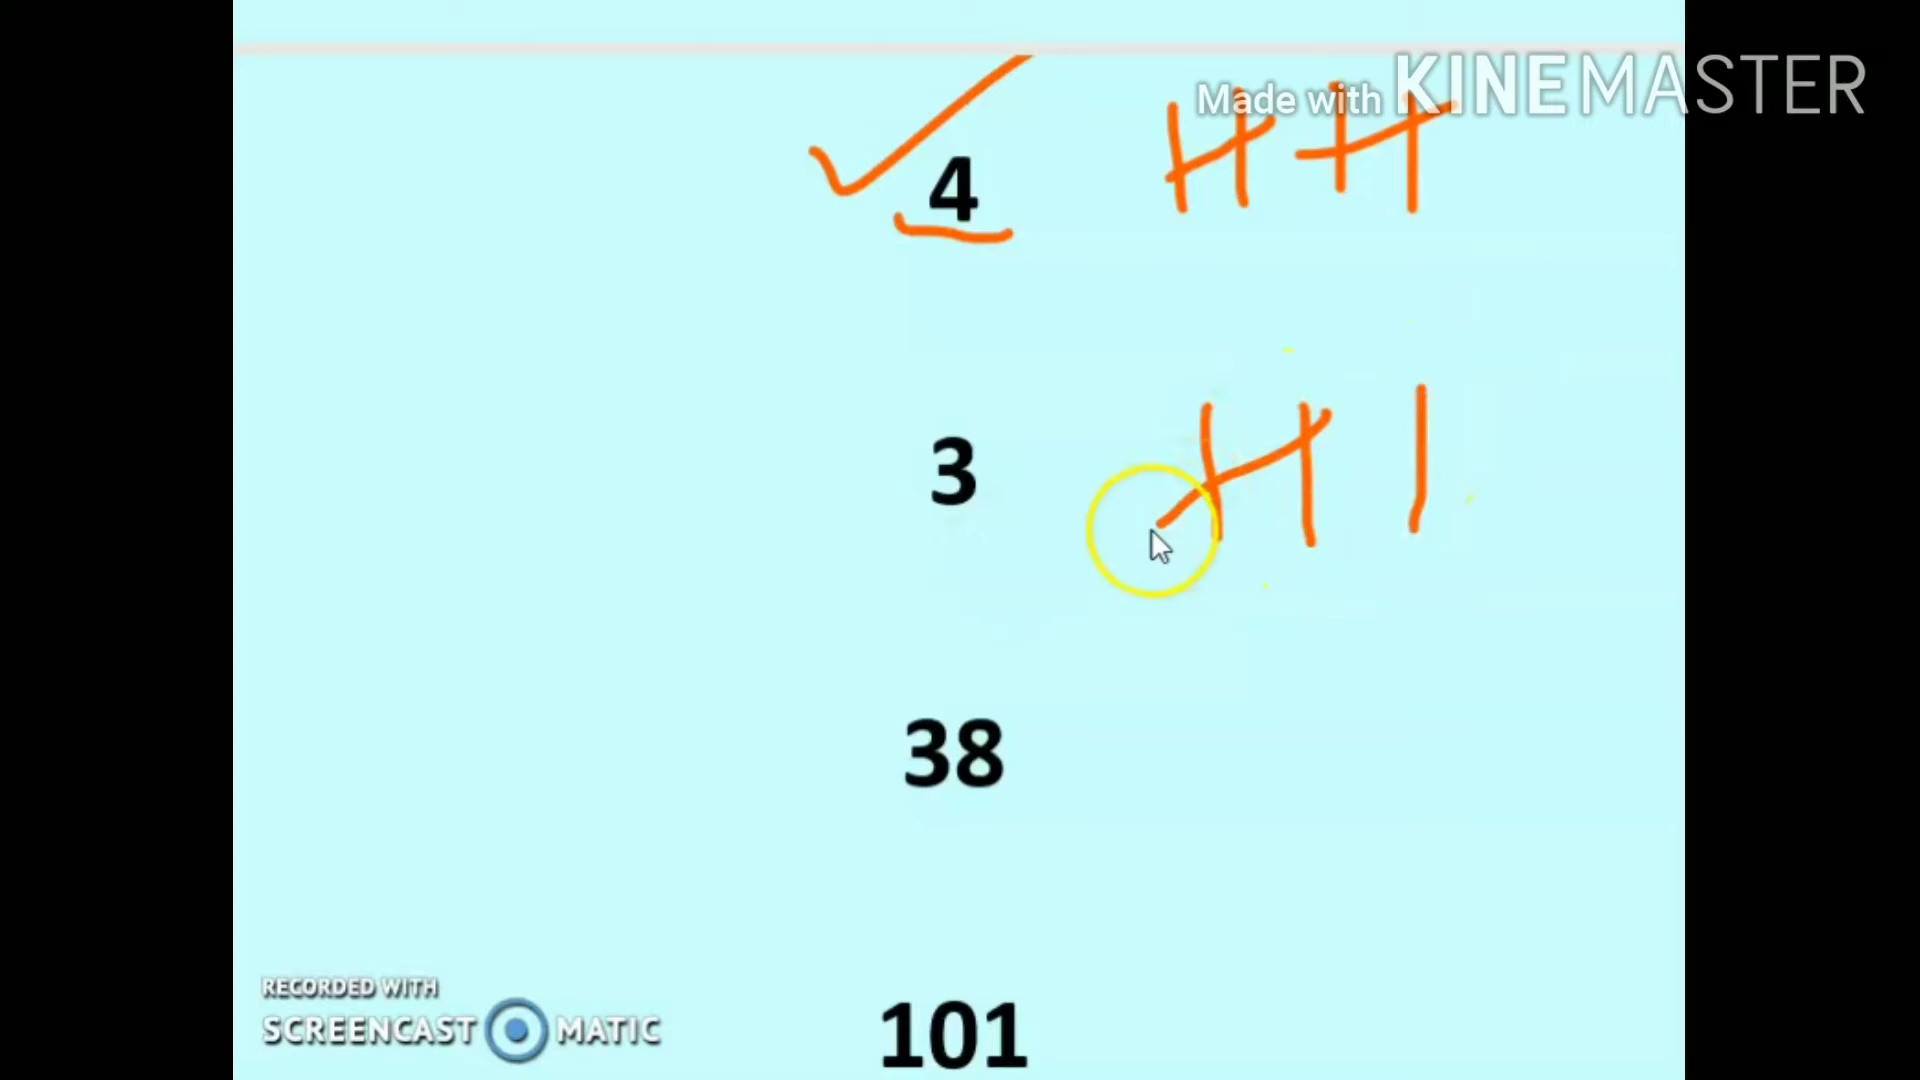 Made with KINEMASTER
4
3
38
101
RECORDED WITH
SCREENCAST MATIC